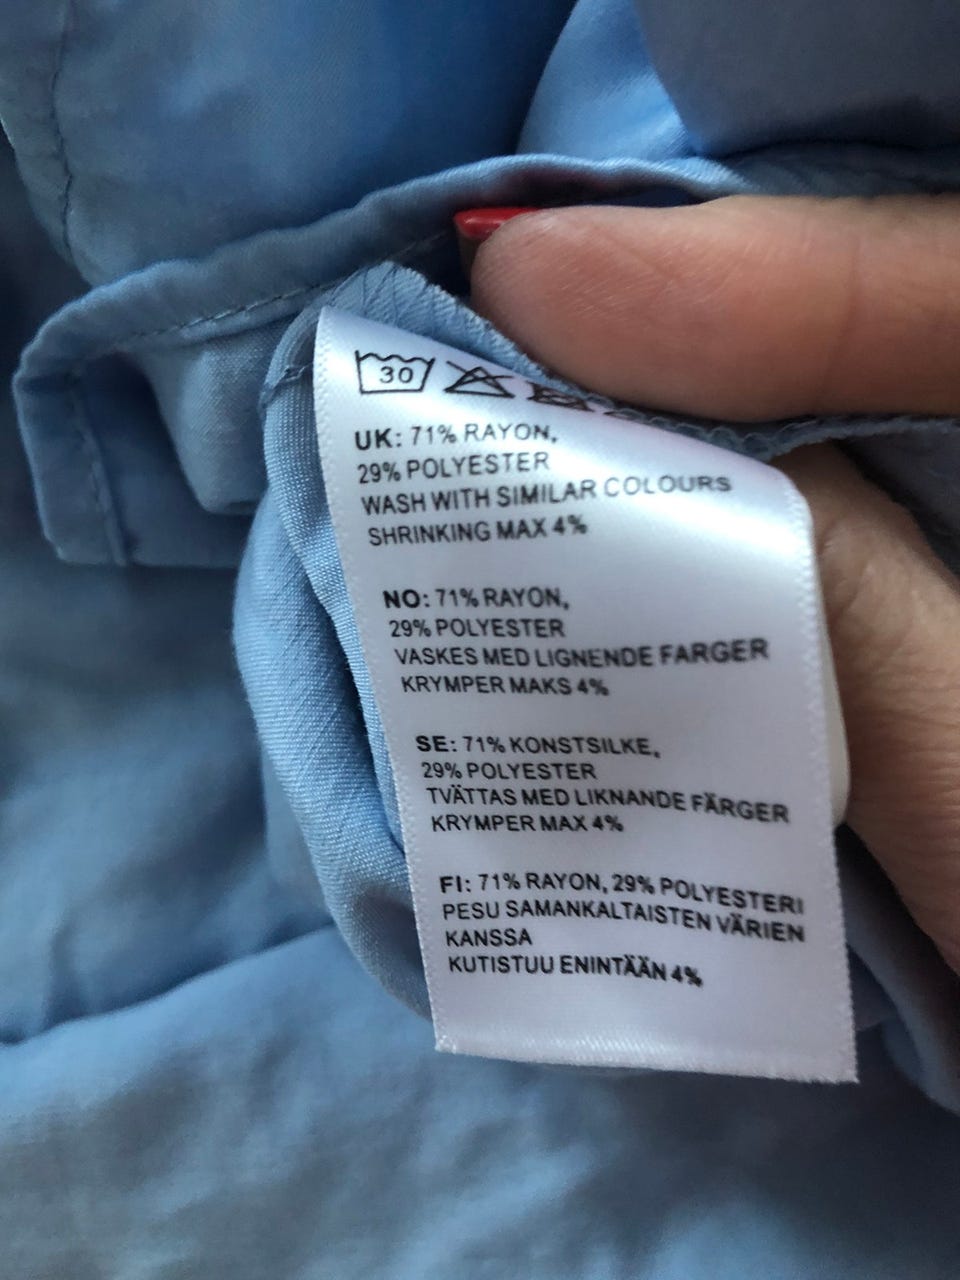 30
UK: 71% RAYON,
29% POLYESTER
WASH WITH SIMILAR COLOURS
SHRINKING MAX 4%
NO: 71% RAYON,
29% POLYESTER
VASKES MED LIGNENDE FARGER
KRYMPER MAKS 4%
SE: 71% KONSTSILKE,
29% POLYESTER
TVÄTTAS MED LIKNANDE FÄRGER
KRYMPER MAX 4%
FI: 71% RAYON, 29% POLYESTERI
PESU SAMANKALTAISTEN VÄRIEN
KANSSA
KUTISTUU ENINTÄÄN 4%